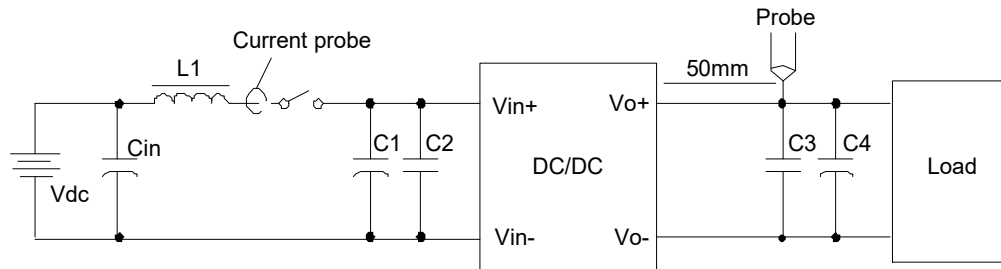 Probe
Current probe
L1
50mm
Vin+
Vo+
Cin
C1
C2
C3
C4
DC/DC
Load
Vdc
Vin-
Vo-